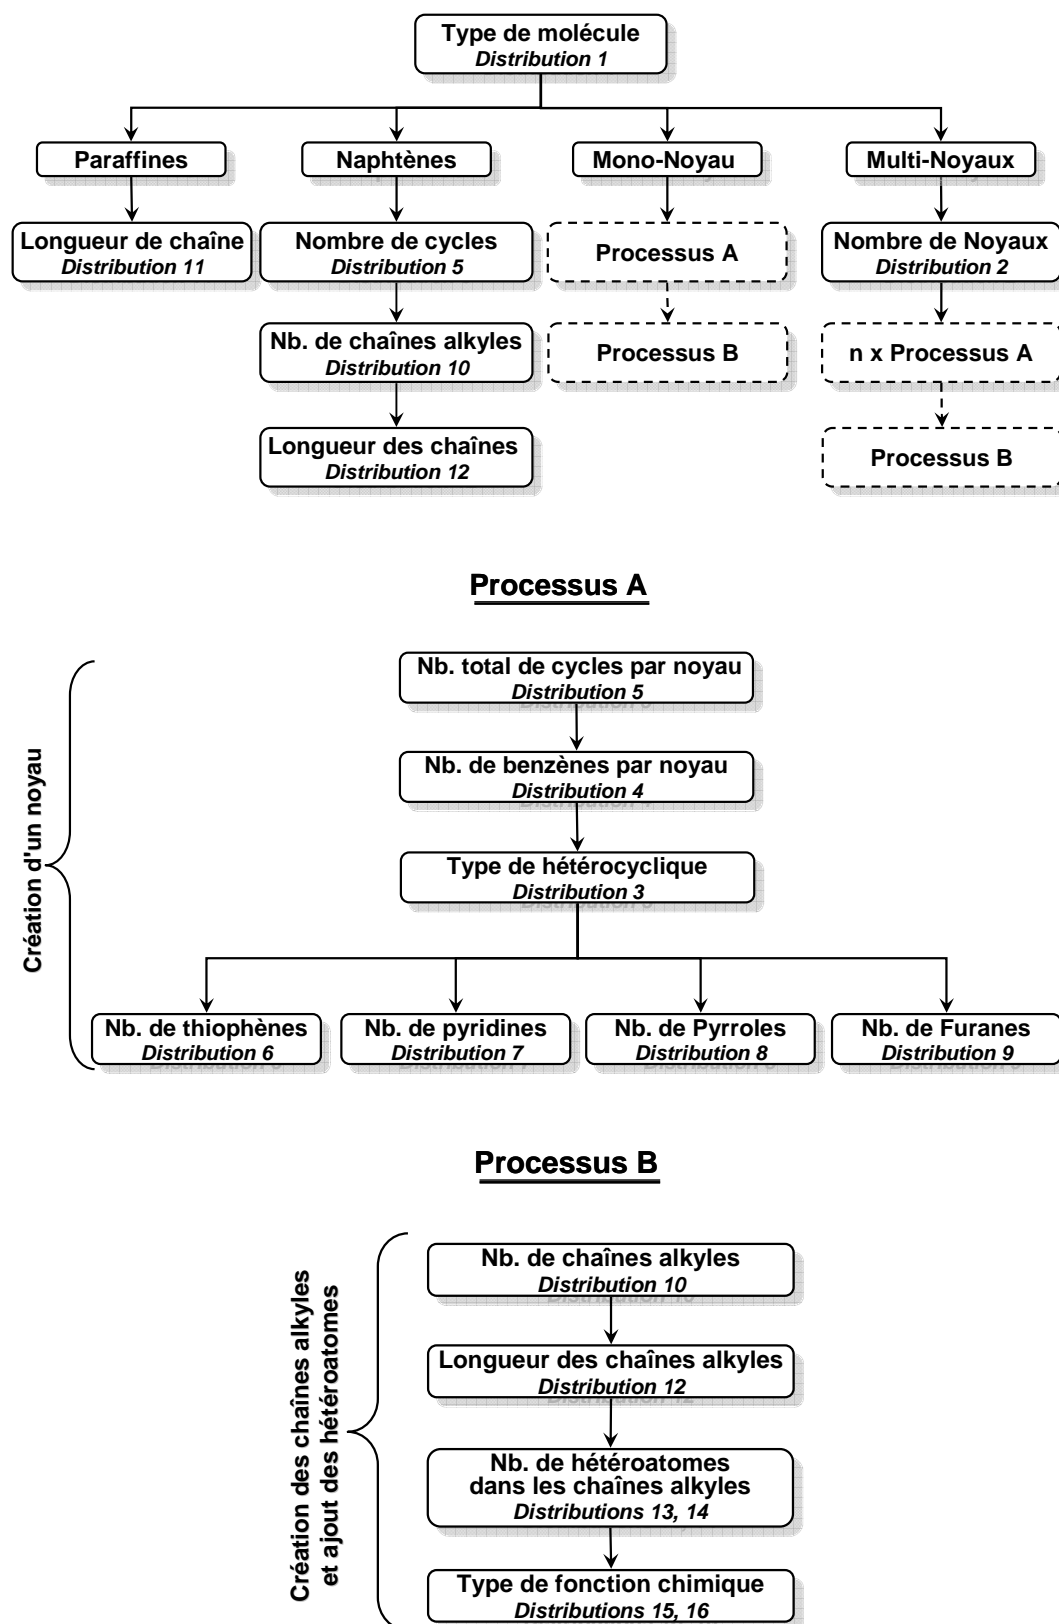 Type de molécule
Distribution 1
Paraffines
Naphtènes
Mono-Noyau
Multi-Noyaux
Longueur de chaîne
Distribution 11
Nombre de cycles
Distribution 5
Processus A
Nombre de Noyaux
Distribution 2
Nb. de chaînes alkyles
Distribution 10
Processus B
n x Processus A
Longueur des chaînes
Distribution 12
Processus B
Processus A
Création d'un noyau
Nb. total de cycles par noyau
Distribution 5
Nb. de benzènes par noyau
Distribution 4
Type de hétérocyclique
Distribution 3
Nb. de thiophènes
Distribution 6
Nb. de pyridines
Distribution 7
Nb. de Pyrroles
Distribution 8
Nb. de Furanes
Distribution 9
Processus B
Création des chaînes alkyles
et ajout des hétéroatomes
Nb. de chaînes alkyles
Distribution 10
Longueur des chaînes alkyles
Distribution 12
Nb. de hétéroatomes
dans les chaînes alkyles
Distributions 13, 14
Type de fonction chimique
Distributions 15, 16